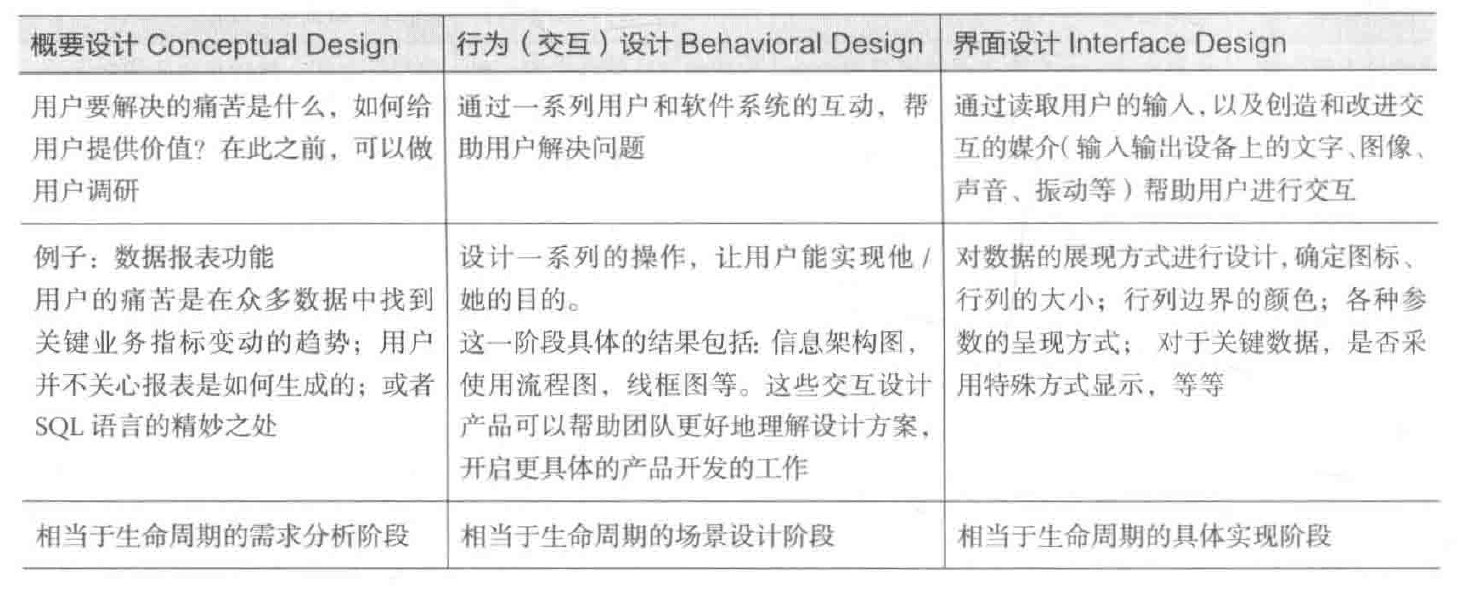 概要设计 Conceptual Design
行为（交互）设计 Behavioral Design
界面设计 Interface Design
用户要解决的痛苦是什么，如何给
用户提供价值？在此之前，可以做
用户调研
通过一系列用户和软件系统的互动，帮
助用户解决问题
通过读取用户的输入，以及创造和改进交
互的媒介（输入输出设备上的文字、图像、
声音、振动等）帮助用户进行交互
例子：数据报表功能
用户的痛苦是在众多数据中找到
关键业务指标变动的趋势；用户
并不关心报表是如何生成的；或者
SQL 语言的精妙之处
设计一系列的操作，让用户能实现他 /
她的目的。
这一阶段具体的结果包括：信息架构图，
使用流程图，线框图等。这些交互设计
产品可以帮助团队更好地理解设计方案，
开启更具体的产品开发的工作
对数据的展现方式进行设计，确定图标、
行列的大小；行列边界的颜色；各种参
数的呈现方式； 对于关键数据，是否采
用特殊方式显示，等等
相当于生命周期的需求分析阶段
相当于生命周期的场景设计阶段
相当于生命周期的具体实现阶段